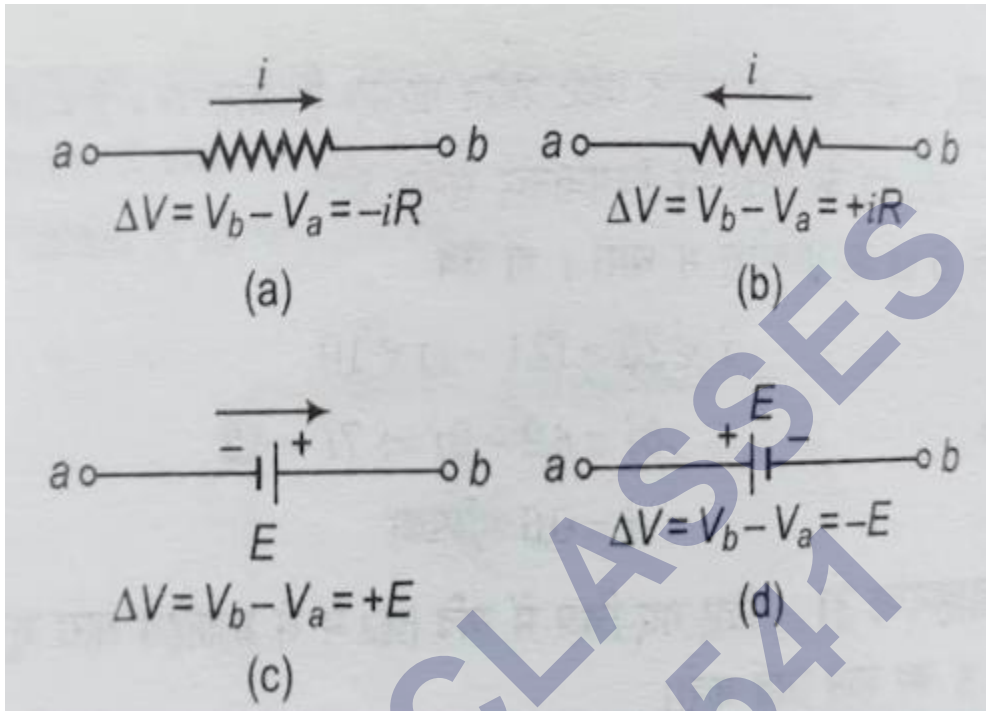 i
a b
ΔV = V_b − V_a = −iR
(a)
i
a b
ΔV = V_b − V_a = +iR
(b)
− +
a b
E
ΔV = V_b − V_a = +E
(c)
E
+ −
a b
ΔV = V_b − V_a = −E
(d)
CLASSES
541